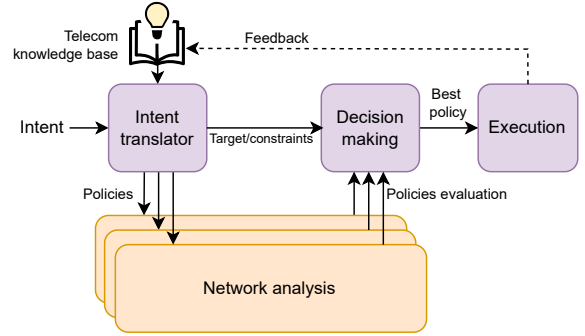 Telecom
knowledge base
Feedback
Intent
Intent
translator
Target/constraints
Decision
making
Best
policy
Execution
Policies
Policies evaluation
Network analysis